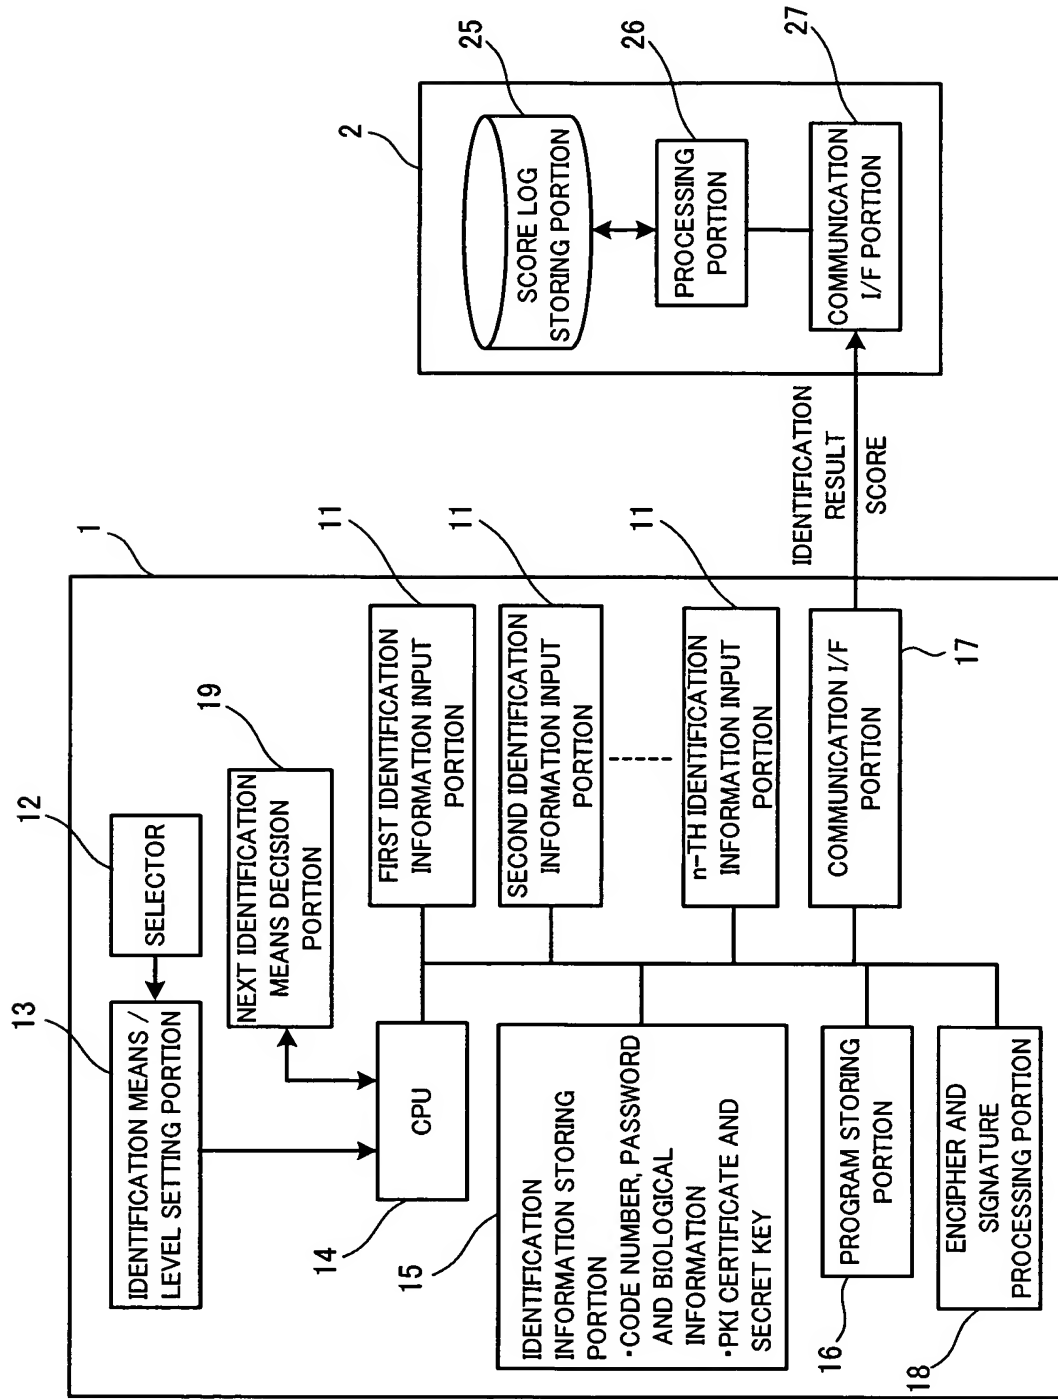 1
12
SELECTOR
13
IDENTIFICATION MEANS /
LEVEL SETTING PORTION
19
NEXT IDENTIFICATION
MEANS DECISION
PORTION
14
CPU
11
FIRST IDENTIFICATION
INFORMATION INPUT
PORTION
11
SECOND IDENTIFICATION
INFORMATION INPUT
PORTION
11
n-TH IDENTIFICATION
INFORMATION INPUT
PORTION
15
IDENTIFICATION
INFORMATION STORING
PORTION
・CODE NUMBER, PASSWORD
AND BIOLOGICAL
INFORMATION
・PKI CERTIFICATE AND
SECRET KEY
16
PROGRAM STORING
PORTION
17
COMMUNICATION I/F
PORTION
18
ENCIPHER AND
SIGNATURE
PROCESSING PORTION
IDENTIFICATION
RESULT
SCORE
2
25
SCORE LOG
STORING PORTION
26
PROCESSING
PORTION
27
COMMUNICATION
I/F PORTION